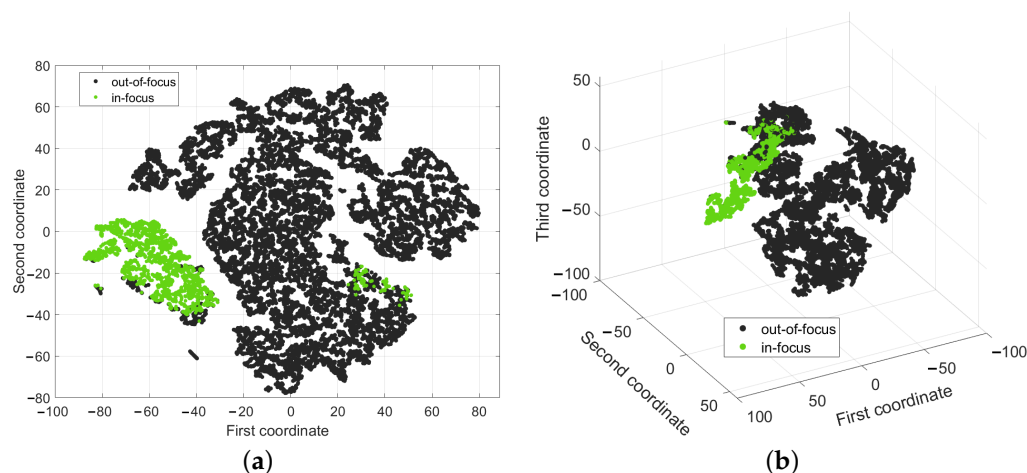 80
60
40
20
0
−20
−40
−60
−80
−100 −80 −60 −40 −20 0 20 40 60 80
Second coordinate
First coordinate
out-of-focus
in-focus
(a)
50
0
−50
−100
Third coordinate
−100
−50
0
50
Second coordinate
100
50
0
−50
−100
First coordinate
out-of-focus
in-focus
(b)